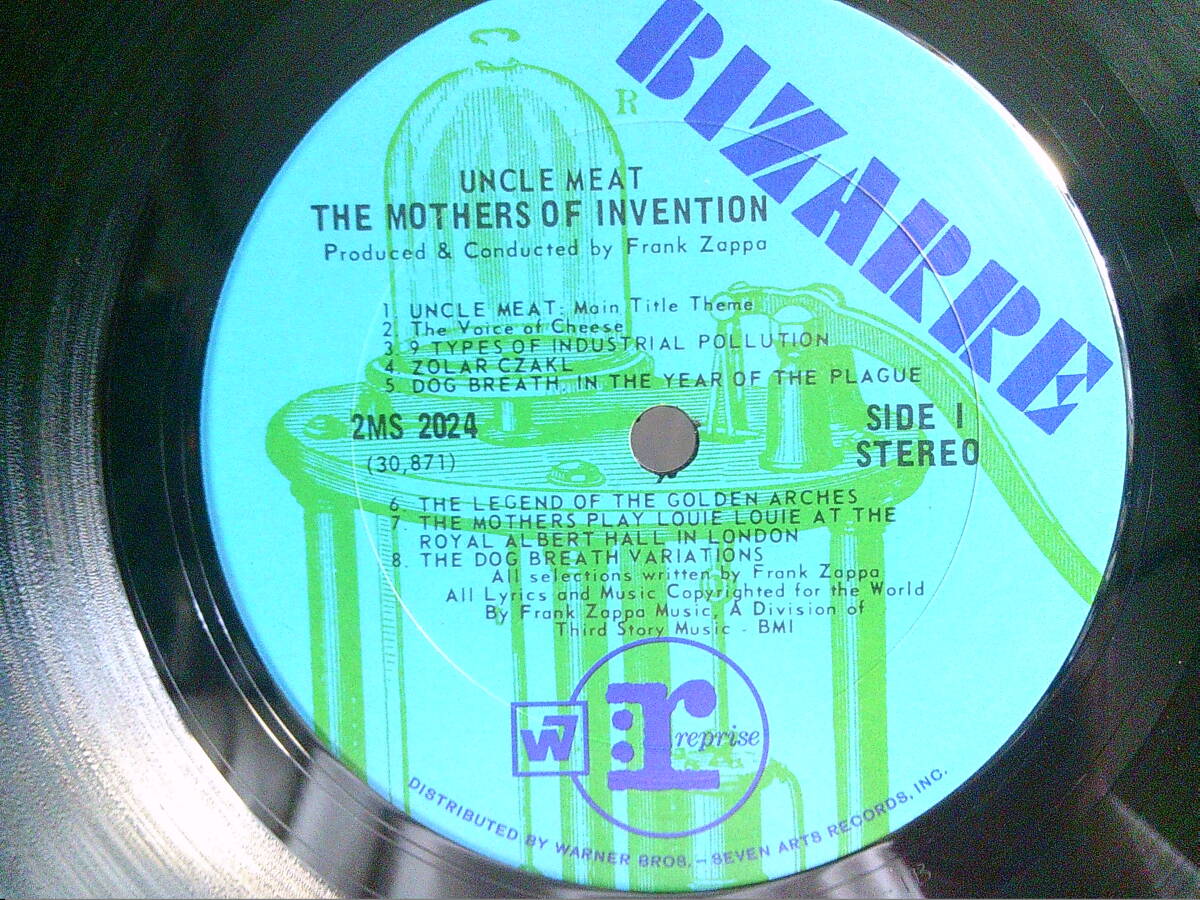 BIZARRE
R
UNCLE MEAT
THE MOTHERS OF INVENTION
Produced & Conducted by Frank Zappa
1. UNCLE MEAT: Main Title Theme
2. The Voice of Cheese
3. 9 TYPES OF INDUSTRIAL POLLUTION
4. ZOLAR CZAKL
5. DOG BREATH, IN THE YEAR OF THE PLAGUE
2MS 2024
(30,871)
SIDE 1
STEREO
6. THE LEGEND OF THE GOLDEN ARCHES
7. THE MOTHERS PLAY LOUIE LOUIE AT THE
ROYAL ALBERT HALL IN LONDON
8. THE DOG BREATH VARIATIONS
All selections written by Frank Zappa
All Lyrics and Music Copyrighted for the World
By Frank Zappa Music, A Division of
Third Story Music - BMI
W7
r: reprise
DISTRIBUTED BY WARNER BROS. – SEVEN ARTS RECORDS, INC.